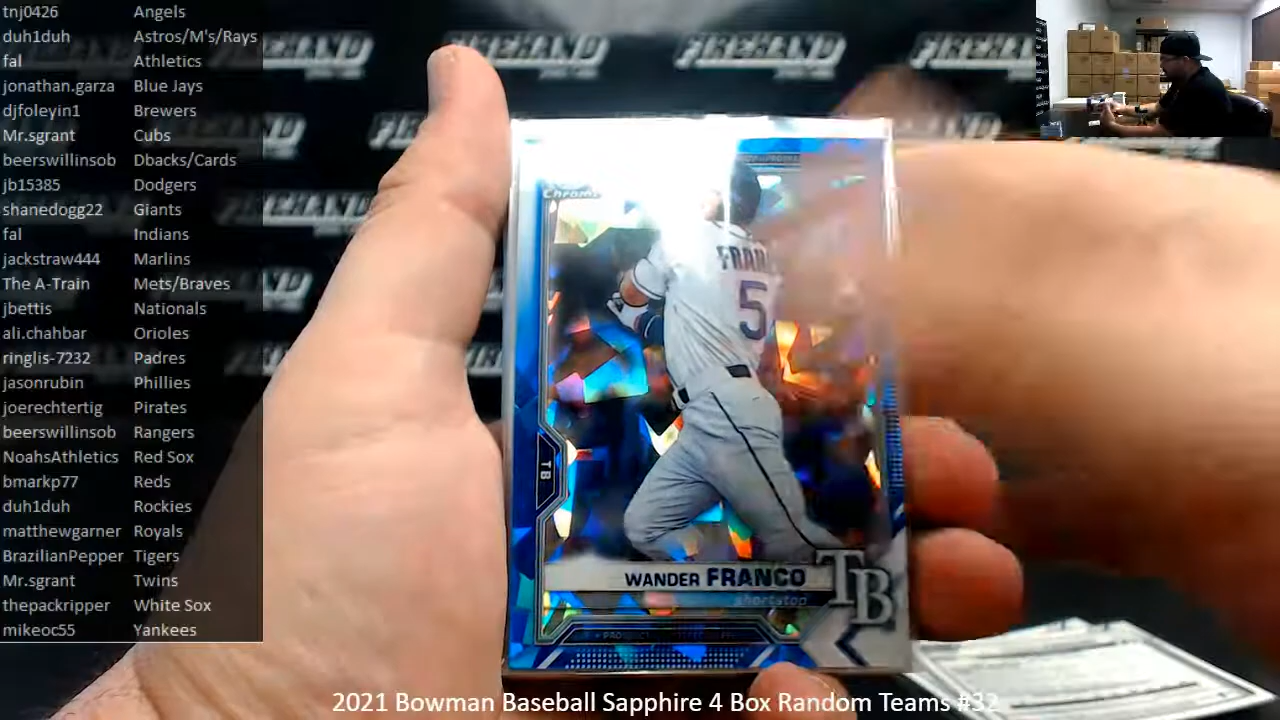 tnj0426 Angels
duh1duh Astros/M's/Rays
fal Athletics
jonathan.garza Blue Jays
djfoleyin1 Brewers
Mr.sgrant Cubs
beerswillinsob Dbacks/Cards
jb15385 Dodgers
shanedogg22 Giants
fal Indians
jackstraw444 Marlins
The A-Train Mets/Braves
jbettis Nationals
ali.chahbar Orioles
ringlis-7232 Padres
jasonrubin Phillies
joerechtertig Pirates
beerswillinsob Rangers
NoahsAthletics Red Sox
bmarkp77 Reds
duh1duh Rockies
matthewgarner Royals
BrazilianPepper Tigers
Mr.sgrant Twins
thepackripper White Sox
mikeoc55 Yankees
FIREHAND FIREHAND FIREHAND
Chrome
FRAN
5
TB
WANDER FRANCO
shortstop
TB
2021 Bowman Baseball Sapphire 4 Box Random Teams #32